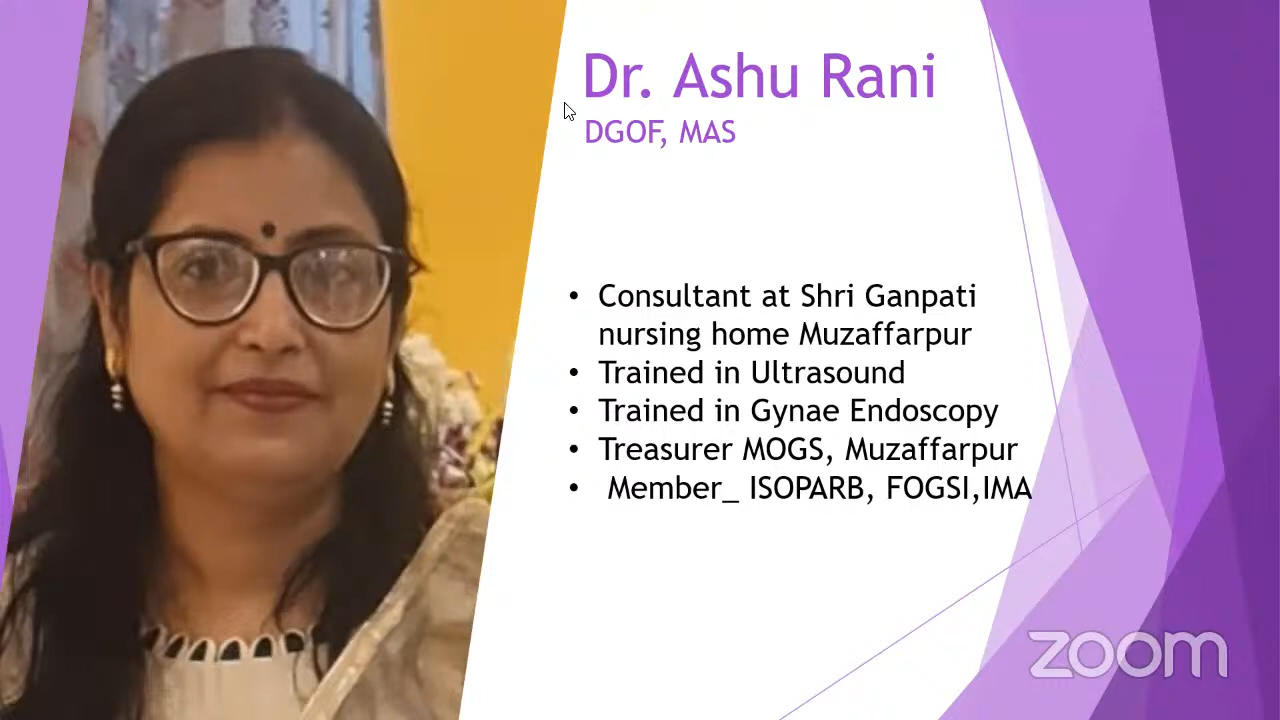 Dr. Ashu Rani
DGOF, MAS
• Consultant at Shri Ganpati
nursing home Muzaffarpur
• Trained in Ultrasound
• Trained in Gynae Endoscopy
• Treasurer MOGS, Muzaffarpur
• Member_ ISOPARB, FOGSI,IMA
zoom